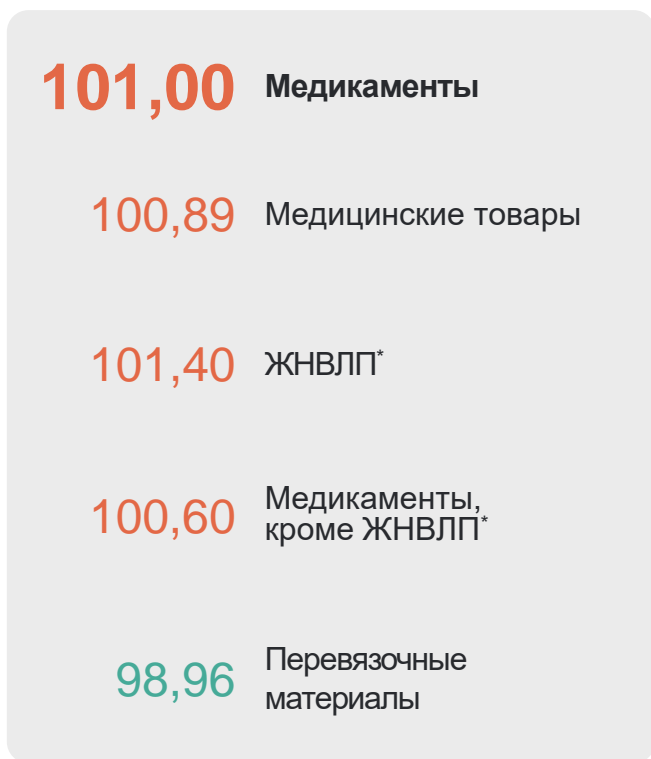 101,00 Медикаменты
100,89 Медицинские товары
101,40 ЖНВЛП*
100,60 Медикаменты,
кроме ЖНВЛП*
98,96 Перевязочные
материалы